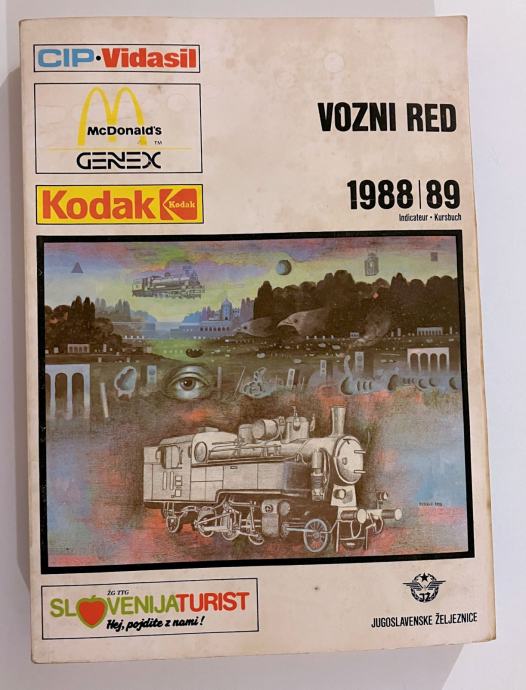 CIP•Vidasil
McDonald's
TM
GENEX
Kodak Kodak
VOZNI RED
1988|89
Indicateur • Kursbuch
ŽG TTG
SLOVENIJATURIST
Hej, pojdite z nami!
JŽ
JUGOSLAVENSKE ŽELJEZNICE